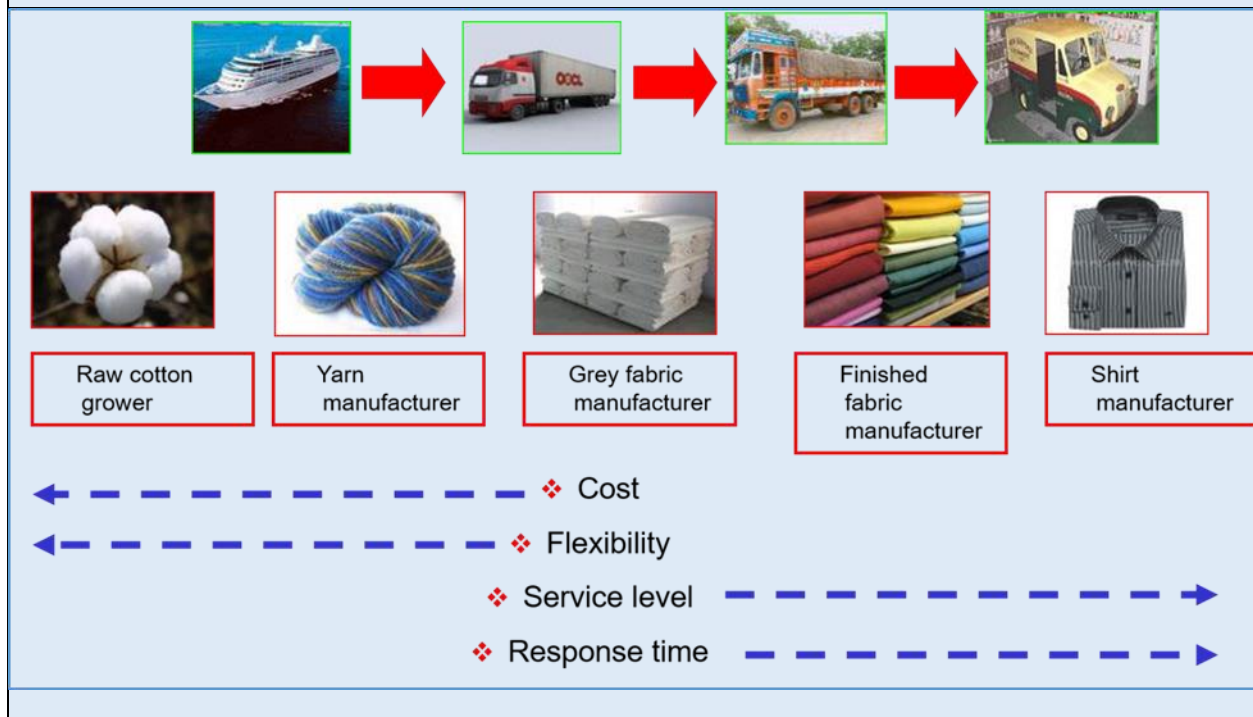 OOCL
Raw cotton
grower
Yarn
manufacturer
Grey fabric
manufacturer
Finished
fabric
manufacturer
Shirt
manufacturer
Cost
Flexibility
Service level
Response time